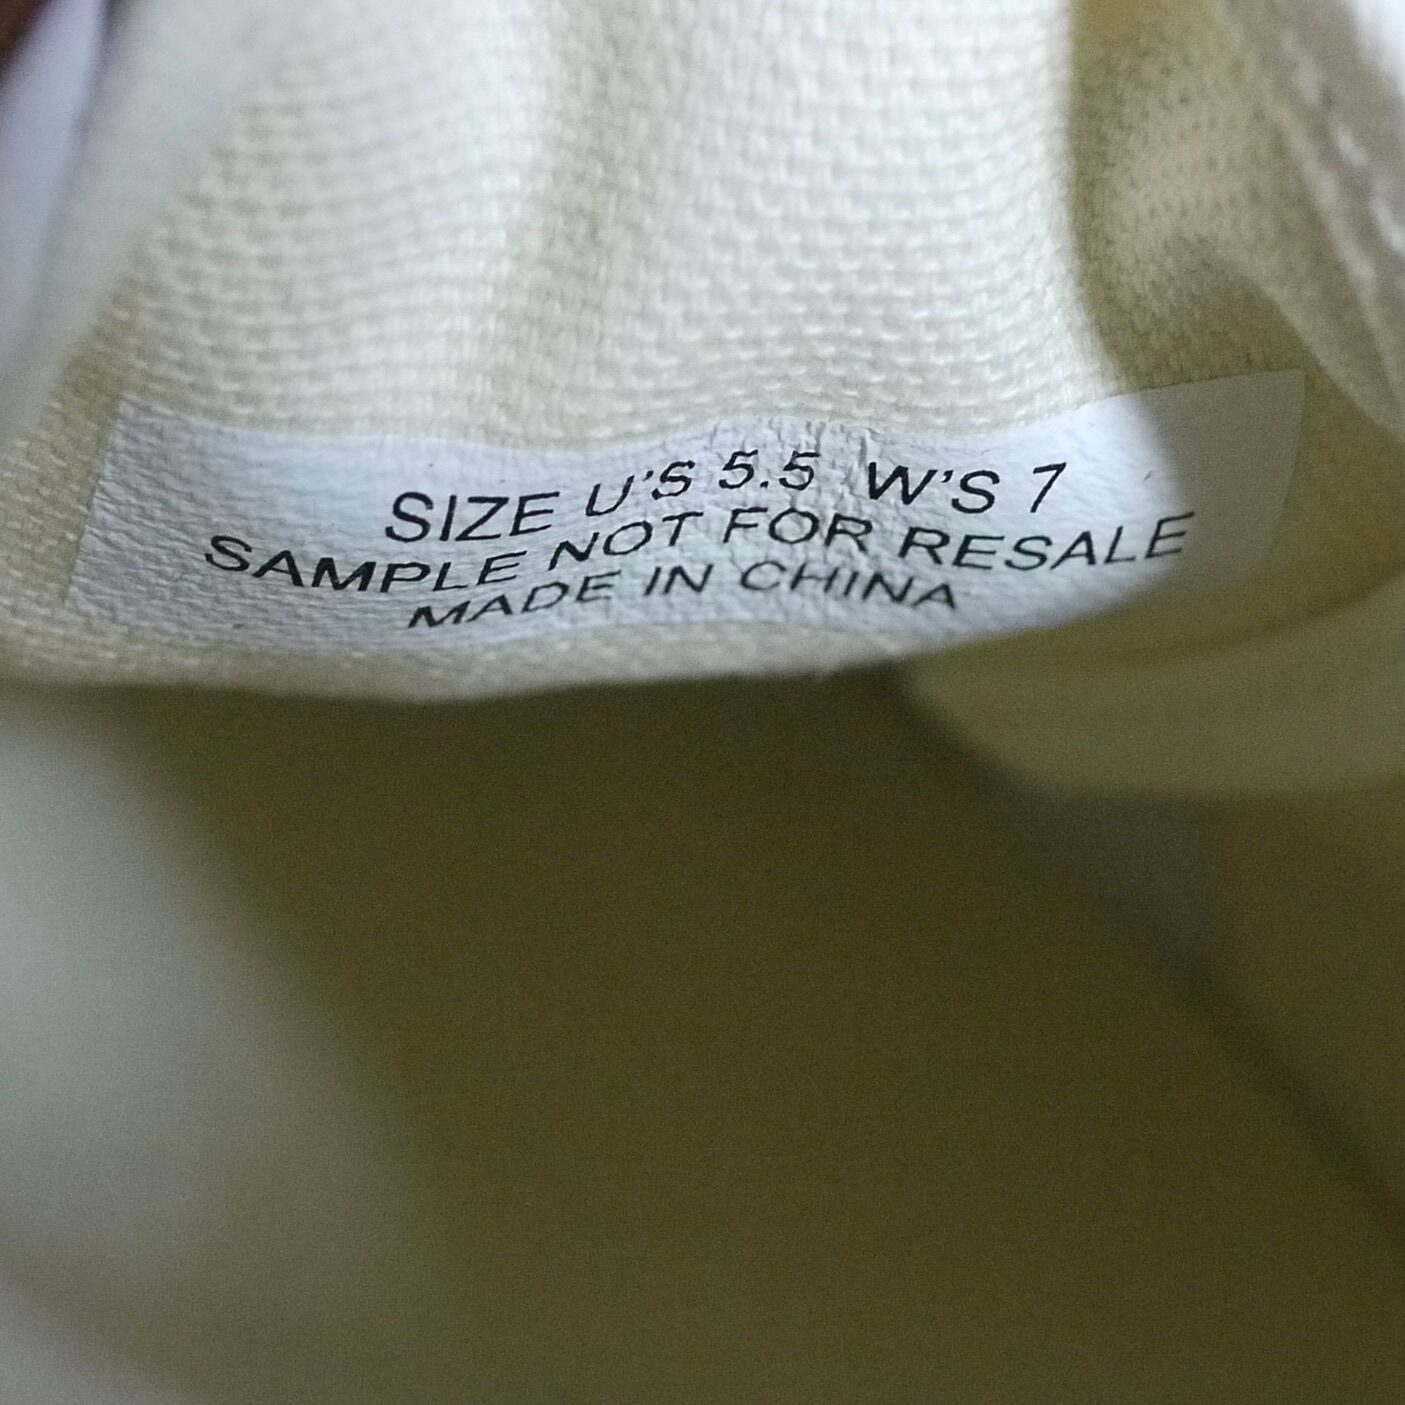 SIZE U'S 5.5 W'S 7
SAMPLE NOT FOR RESALE
MADE IN CHINA